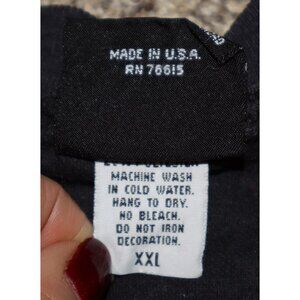 MADE IN U.S.A.
RN 76615
MACHINE WASH
IN COLD WATER.
HANG TO DRY.
NO BLEACH.
DO NOT IRON
DECORATION.
XXL